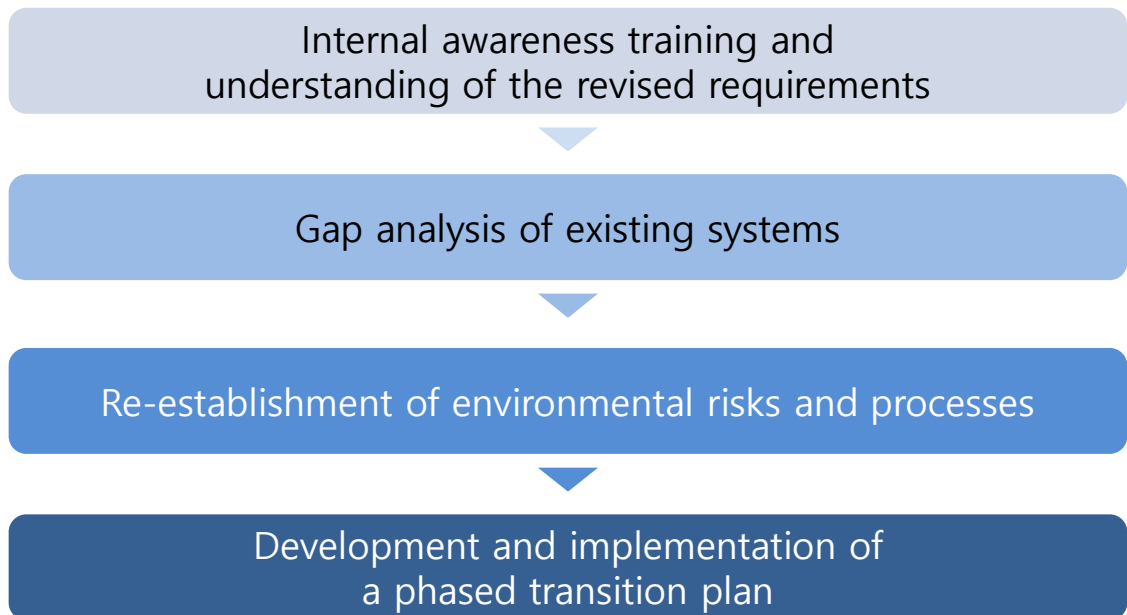 Internal awareness training and
understanding of the revised requirements
Gap analysis of existing systems
Re-establishment of environmental risks and processes
Development and implementation of
a phased transition plan